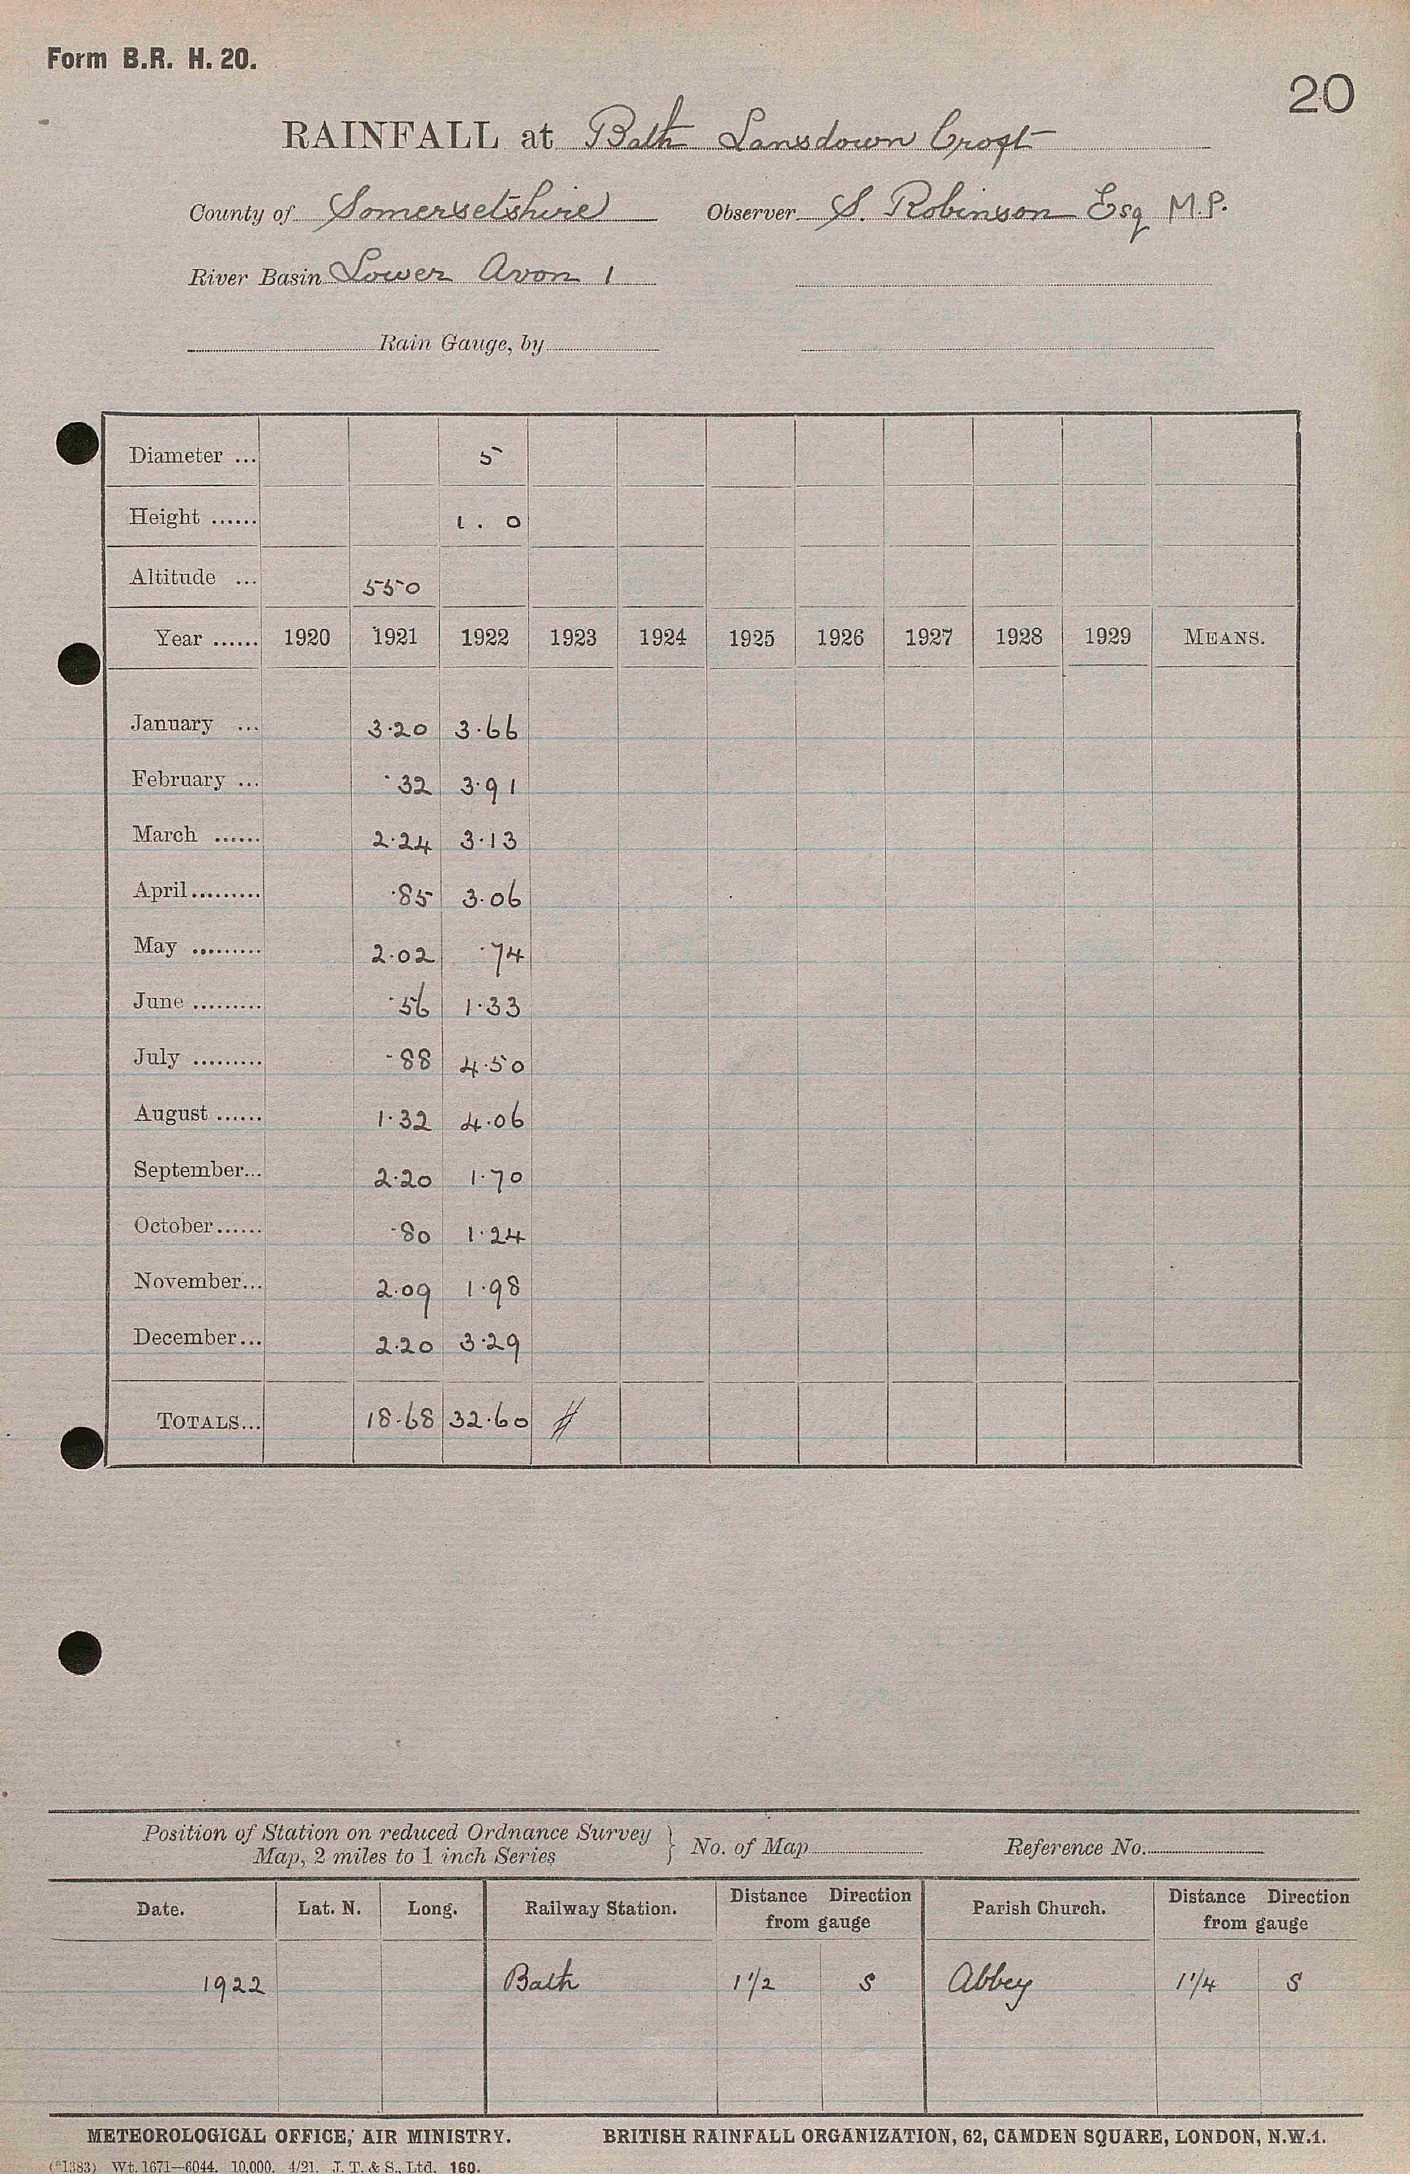 Form B.R. H. 20.
20
RAINFALL at Bath Lansdown Croft
County of Somersetshire Observer S. Robinson Esq M.P.
River Basin Lower Avon 1
Rain Gauge, by
Diameter ... 5
Height ...... 1. 0
Altitude ... 550
Year ...... 1920 1921 1922 1923 1924 1925 1926 1927 1928 1929 MEANS.
January ... 3.20 3.66
February ... .32 3.91
March ...... 2.24 3.13
April......... .85 3.06
May ......... 2.02 .74
June ......... .56 1.33
July ......... .88 4.50
August ...... 1.32 4.06
September... 2.20 1.70
October...... .80 1.24
November... 2.09 1.98
December... 2.20 3.29
TOTALS... 18.68 32.60
Position of Station on reduced Ordnance Survey
Map, 2 miles to 1 inch Series } No. of Map Reference No.
Date. Lat. N. Long. Railway Station. Distance Direction from gauge Parish Church. Distance Direction from gauge
1922 Bath 1 1/2 S Abbey 1 1/4 S
METEOROLOGICAL OFFICE, AIR MINISTRY. BRITISH RAINFALL ORGANIZATION, 62, CAMDEN SQUARE, LONDON, N.W.1.
(*1383) Wt. 1671—6044. 10,000. 4/21. J. T. & S., Ltd. 160.